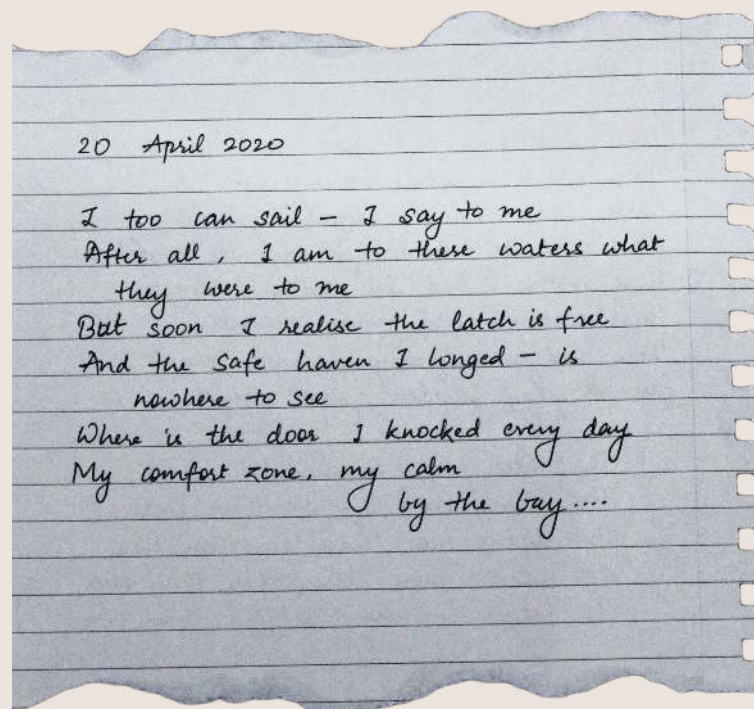 20 April 2020
I too can sail – I say to me
After all, I am to these waters what
they were to me
But soon I realise the latch is free
And the safe haven I longed – is
nowhere to see
Where is the door I knocked every day
My comfort zone, my calm
by the bay....